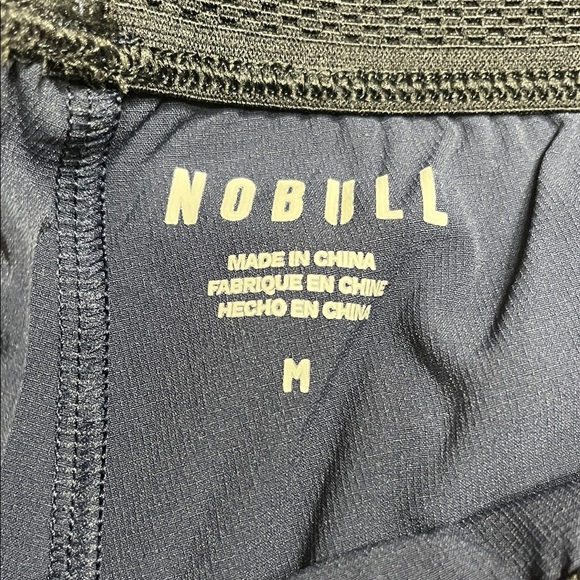 NOBULL
MADE IN CHINA
FABRIQUE EN CHINE
HECHO EN CHINA
M